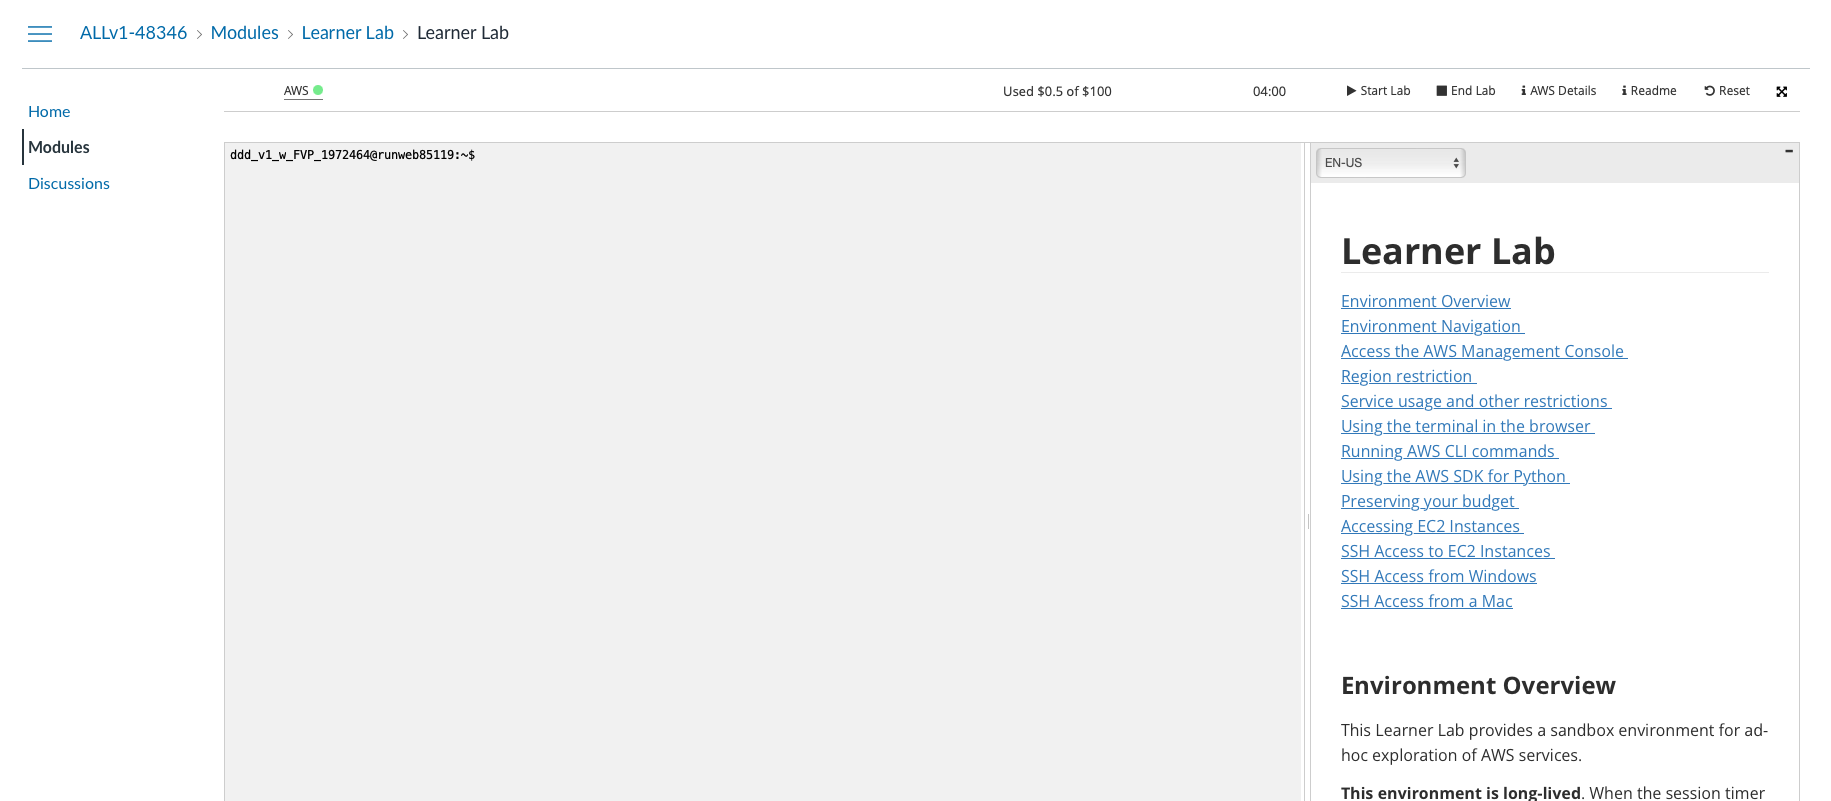 ALLv1-48346 › Modules › Learner Lab › Learner Lab
AWS Used $0.5 of $100 04:00 Start Lab End Lab AWS Details Readme Reset
Home
Modules
Discussions
ddd_v1_w_FVP_1972464@runweb85119:~$
EN-US
Learner Lab
Environment Overview
Environment Navigation
Access the AWS Management Console
Region restriction
Service usage and other restrictions
Using the terminal in the browser
Running AWS CLI commands
Using the AWS SDK for Python
Preserving your budget
Accessing EC2 Instances
SSH Access to EC2 Instances
SSH Access from Windows
SSH Access from a Mac
Environment Overview
This Learner Lab provides a sandbox environment for ad-
hoc exploration of AWS services.
This environment is long-lived. When the session timer